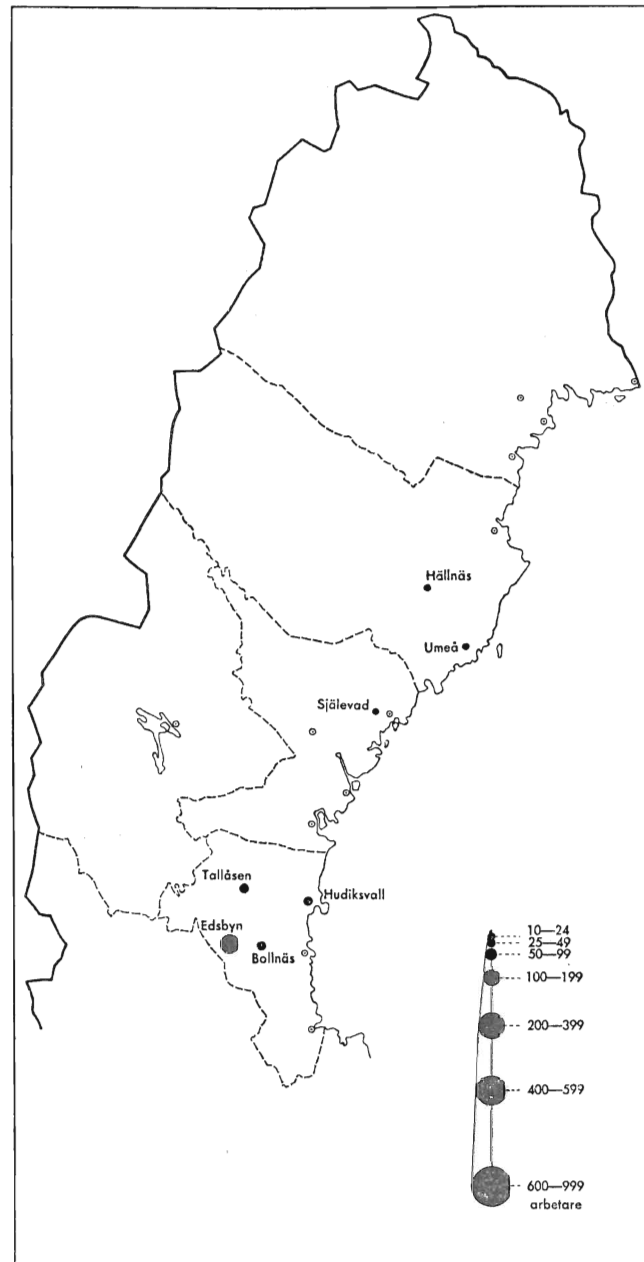 Hällnäs
Umeå
Själevad
Tallåsen
Hudiksvall
Edsbyn
Bollnäs
10—24
25—49
50—99
100—199
200—399
400—599
600—999
arbetare